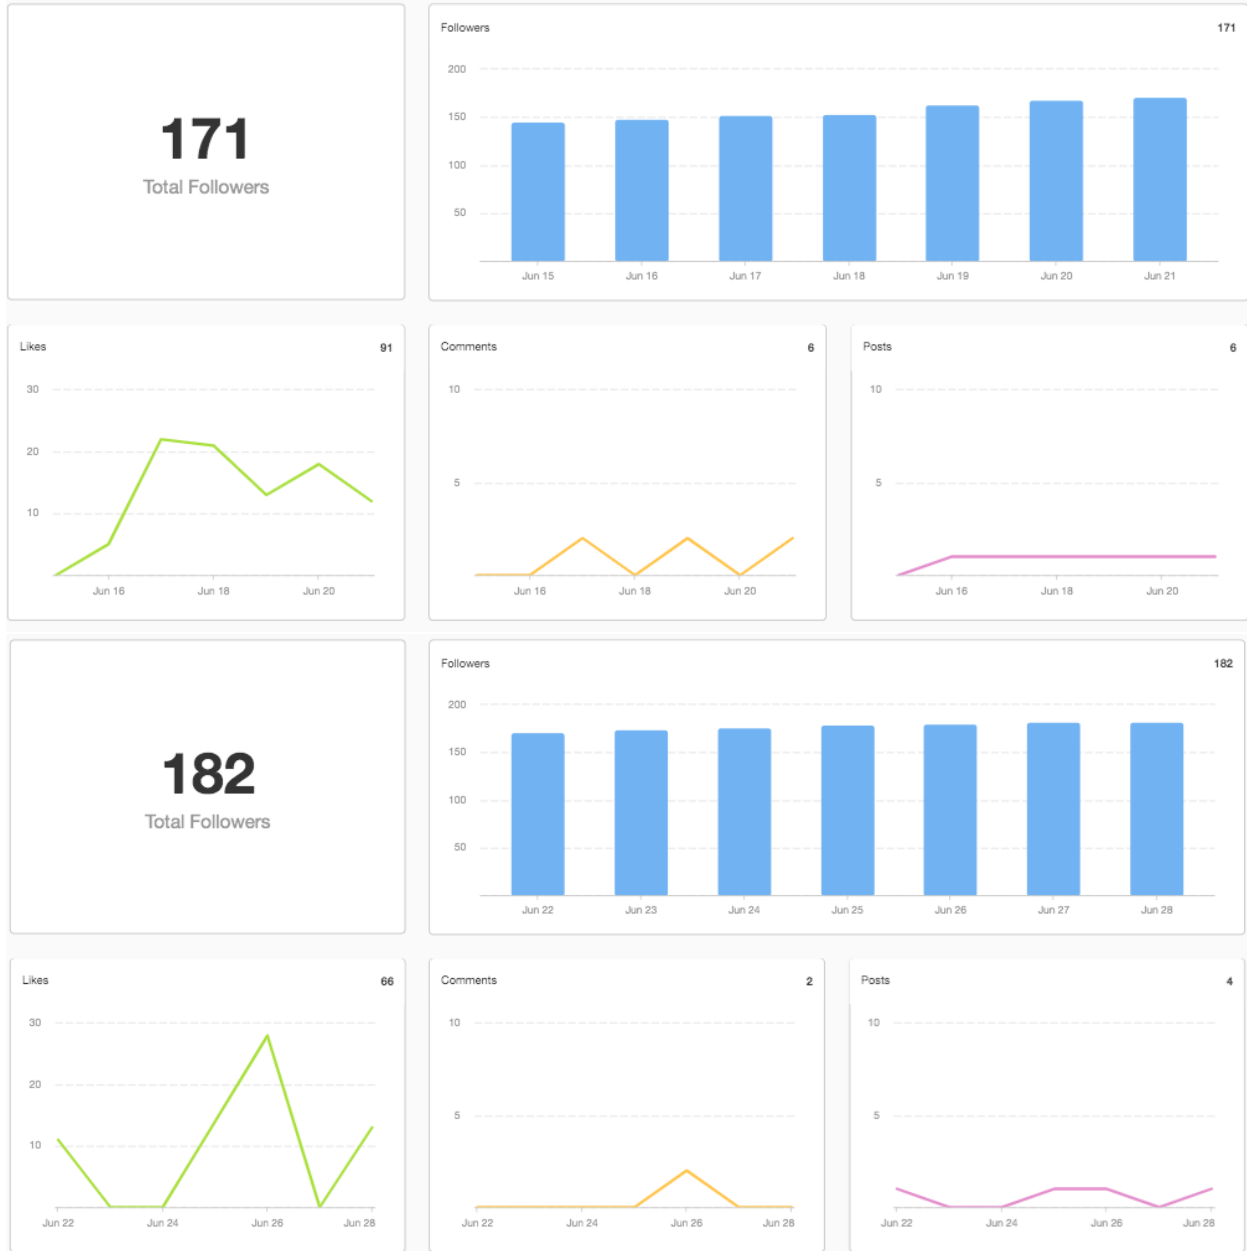 171
Total Followers
Followers 171
200
150
100
50
Jun 15 Jun 16 Jun 17 Jun 18 Jun 19 Jun 20 Jun 21
Likes 91
30
20
10
Jun 16 Jun 18 Jun 20
Comments 6
10
5
Jun 16 Jun 18 Jun 20
Posts 6
10
5
Jun 16 Jun 18 Jun 20
182
Total Followers
Followers 182
200
150
100
50
Jun 22 Jun 23 Jun 24 Jun 25 Jun 26 Jun 27 Jun 28
Likes 66
30
20
10
Jun 22 Jun 24 Jun 26 Jun 28
Comments 2
10
5
Jun 22 Jun 24 Jun 26 Jun 28
Posts 4
10
5
Jun 22 Jun 24 Jun 26 Jun 28